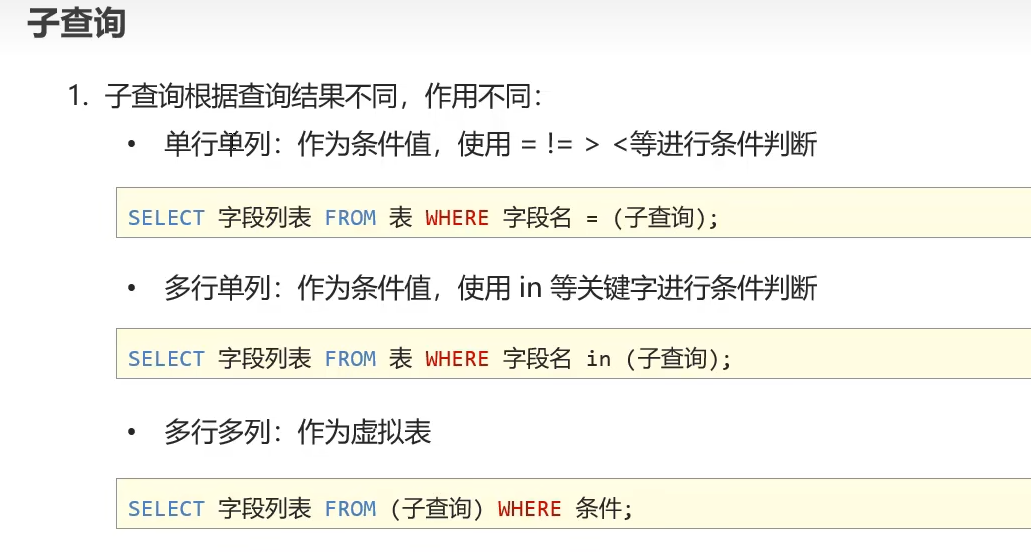 子查询
1. 子查询根据查询结果不同，作用不同：
• 单行单列：作为条件值，使用 = != > <等进行条件判断
SELECT 字段列表 FROM 表 WHERE 字段名 = (子查询);
• 多行单列：作为条件值，使用 in 等关键字进行条件判断
SELECT 字段列表 FROM 表 WHERE 字段名 in (子查询);
• 多行多列：作为虚拟表
SELECT 字段列表 FROM (子查询) WHERE 条件;